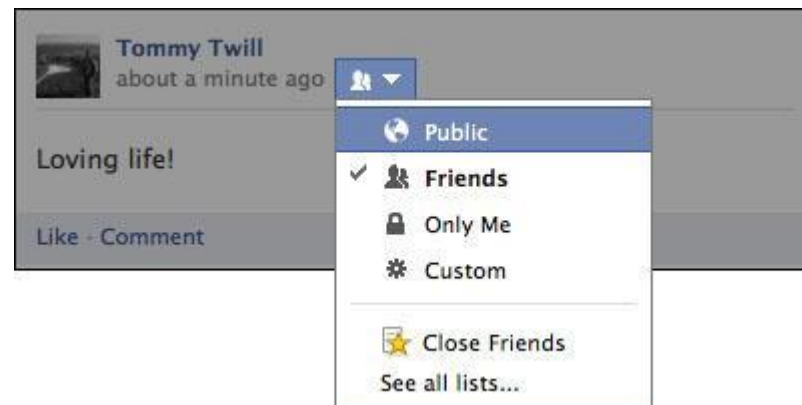 Tommy Twill
about a minute ago
Loving life!
Like · Comment
Public
Friends
Only Me
Custom
Close Friends
See all lists...